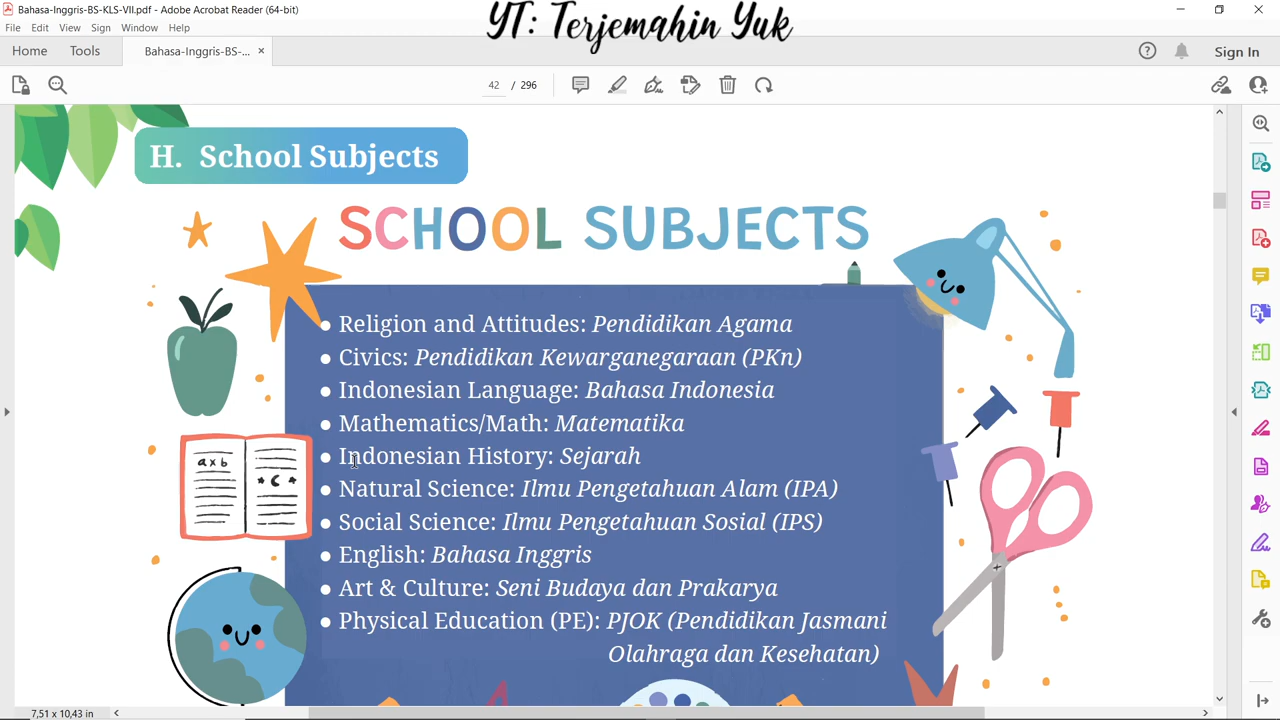 Bahasa-Inggris-BS-KLS-VII.pdf - Adobe Acrobat Reader (64-bit)
YT: Terjemahin Yuk
File Edit View Sign Window Help
Home Tools Bahasa-Inggris-BS-... × Sign In
42 / 296
H. School Subjects
SCHOOL SUBJECTS
● Religion and Attitudes: Pendidikan Agama
● Civics: Pendidikan Kewarganegaraan (PKn)
● Indonesian Language: Bahasa Indonesia
● Mathematics/Math: Matematika
● Indonesian History: Sejarah
● Natural Science: Ilmu Pengetahuan Alam (IPA)
● Social Science: Ilmu Pengetahuan Sosial (IPS)
● English: Bahasa Inggris
● Art & Culture: Seni Budaya dan Prakarya
● Physical Education (PE): PJOK (Pendidikan Jasmani
Olahraga dan Kesehatan)
axb
C
7,51 x 10,43 in